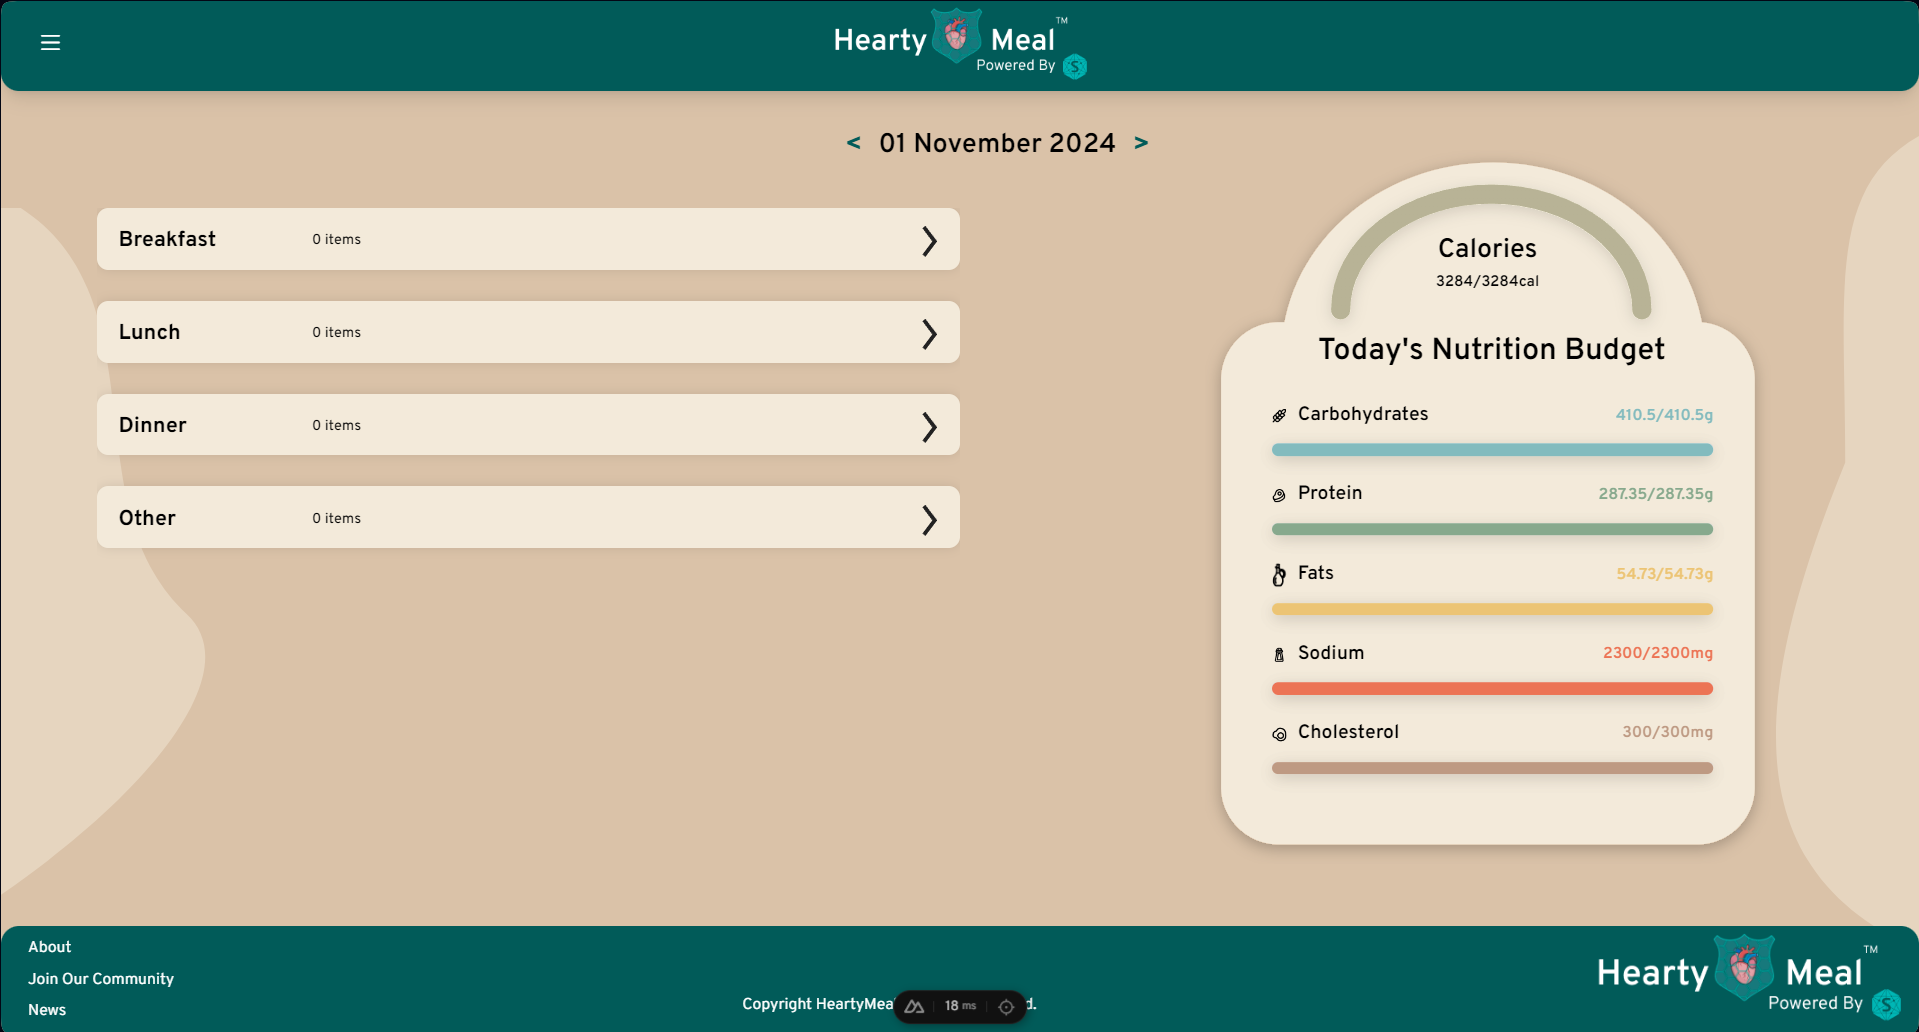 Hearty Meal™
Powered By S
< 01 November 2024 >
Breakfast 0 items
Lunch 0 items
Dinner 0 items
Other 0 items
Calories
3284/3284cal
Today's Nutrition Budget
Carbohydrates 410.5/410.5g
Protein 287.35/287.35g
Fats 54.73/54.73g
Sodium 2300/2300mg
Cholesterol 300/300mg
About
Join Our Community
News
Copyright HeartyMea
18 ms
d.
Hearty Meal™
Powered By S